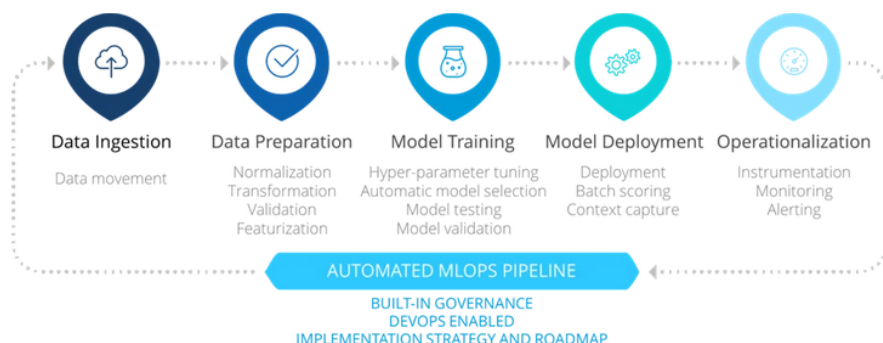 Data Ingestion
Data movement
Data Preparation
Normalization
Transformation
Validation
Featurization
Model Training
Hyper-parameter tuning
Automatic model selection
Model testing
Model validation
Model Deployment
Deployment
Batch scoring
Context capture
Operationalization
Instrumentation
Monitoring
Alerting
AUTOMATED MLOPS PIPELINE
BUILT-IN GOVERNANCE
DEVOPS ENABLED
IMPLEMENTATION STRATEGY AND ROADMAP